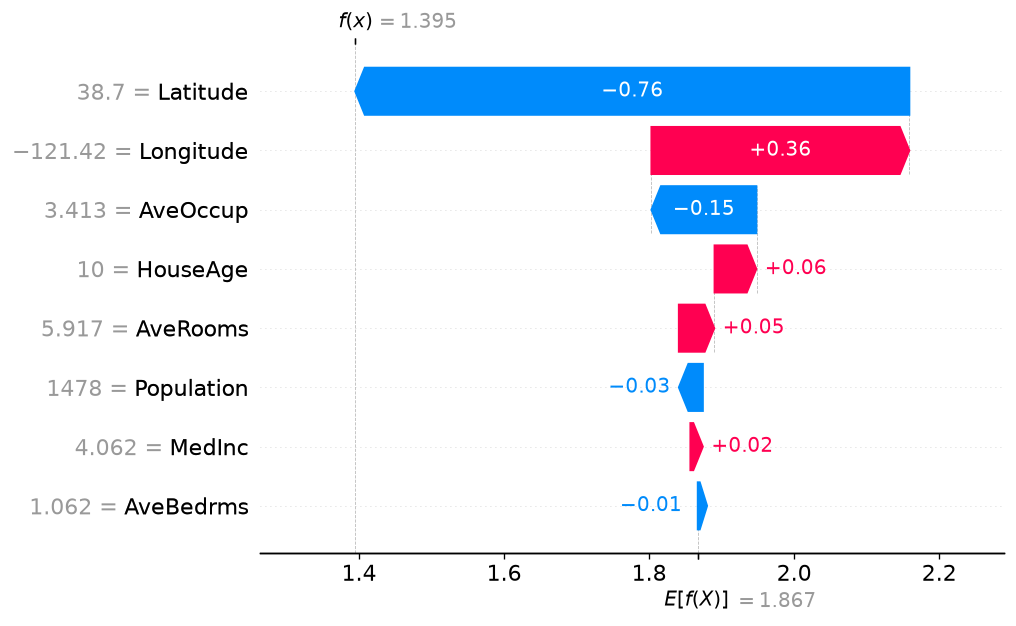 f(x) = 1.395
38.7 = Latitude
−0.76
−121.42 = Longitude
+0.36
3.413 = AveOccup
−0.15
10 = HouseAge
+0.06
5.917 = AveRooms
+0.05
1478 = Population
−0.03
4.062 = MedInc
+0.02
1.062 = AveBedrms
−0.01
1.4 1.6 1.8 2.0 2.2
E[f(X)] = 1.867